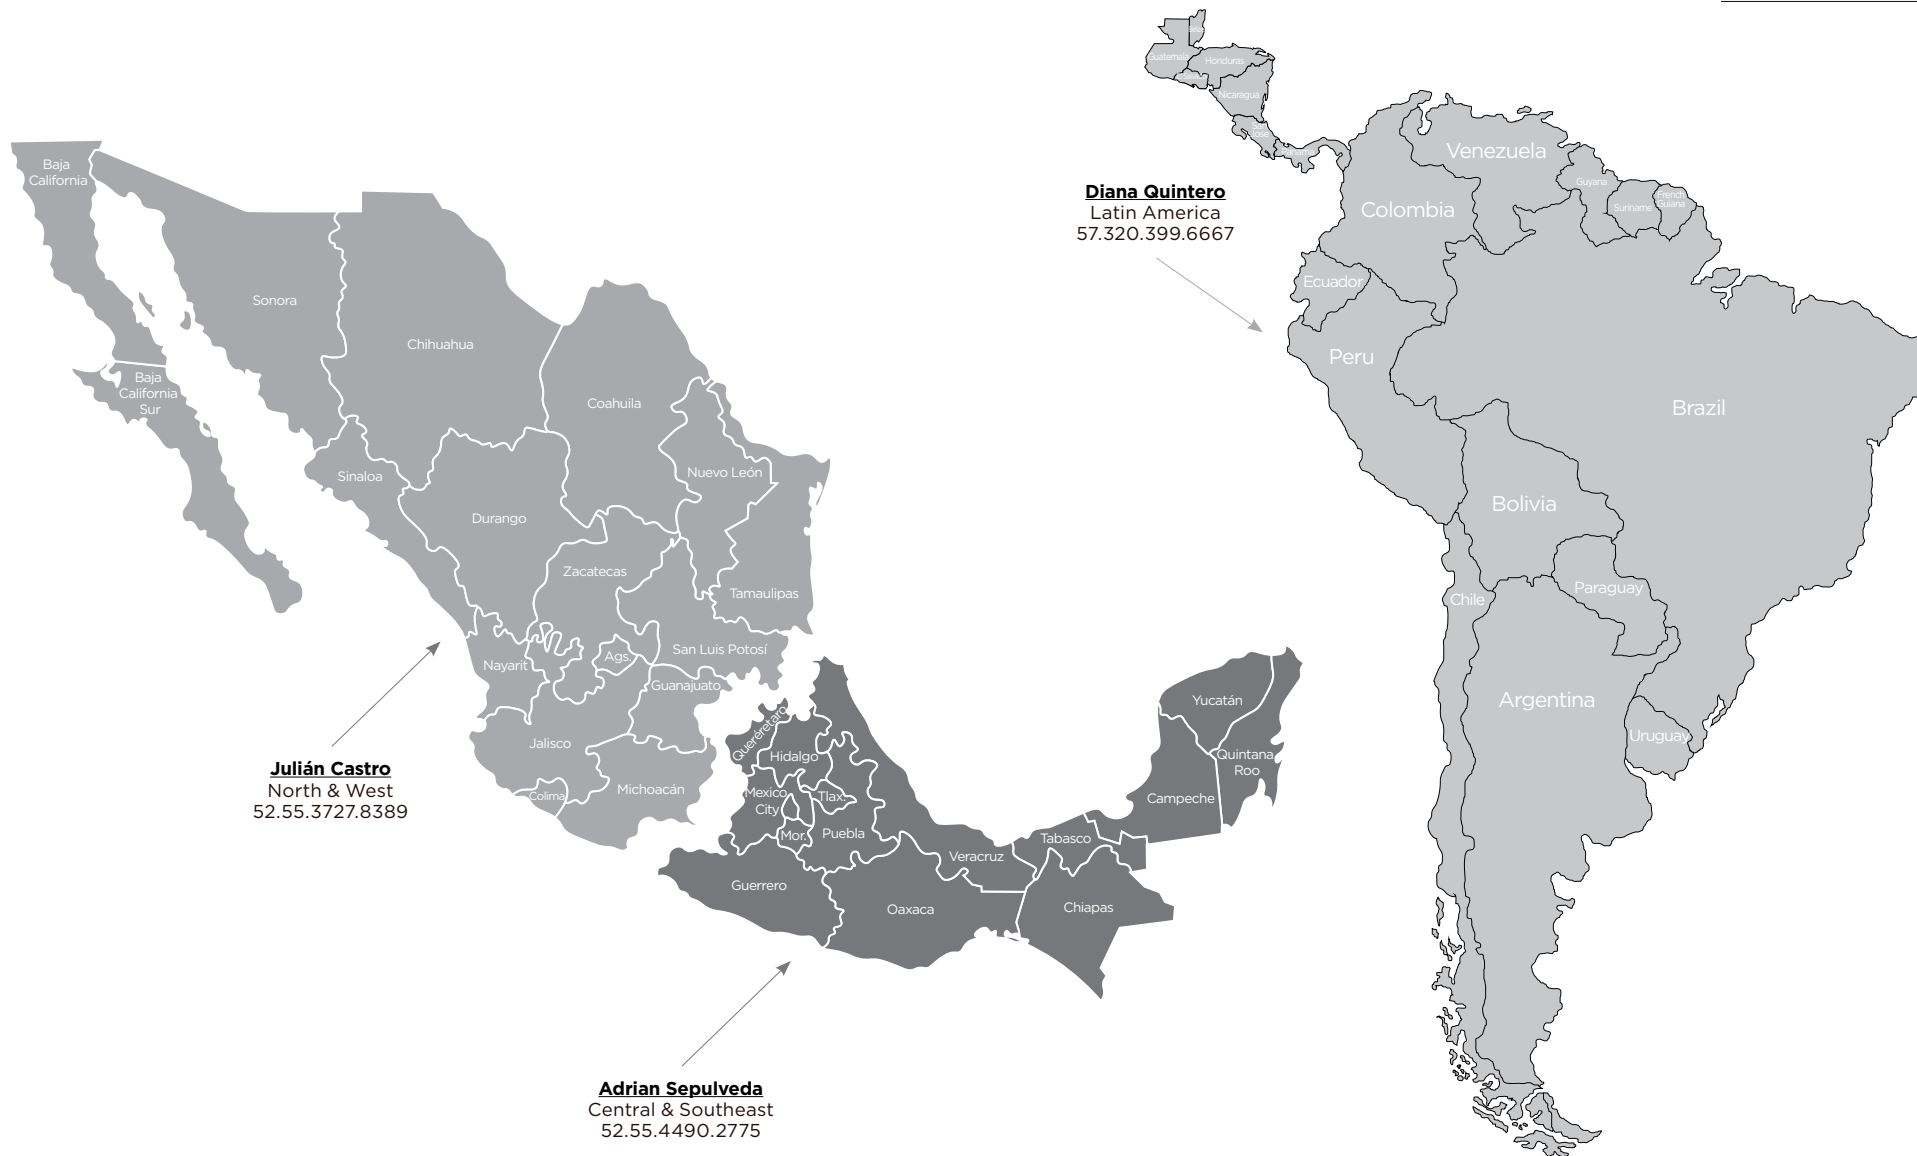 Baja
California
Sonora
Chihuahua
Coahuila
Baja
California
Sur
Sinaloa
Nuevo León
Durango
Zacatecas
Tamaulipas
San Luis Potosí
Nayarit
Ags.
Guanajuato
Jalisco
Colima
Michoacán
Queréretaro
Hidalgo
Mexico
City
Tlax.
Mor.
Puebla
Veracruz
Guerrero
Oaxaca
Tabasco
Chiapas
Campeche
Yucatán
Quintana
Roo
Julián Castro
North & West
52.55.3727.8389
Adrian Sepulveda
Central & Southeast
52.55.4490.2775
Diana Quintero
Latin America
57.320.399.6667
Guatemala
Honduras
Nicaragua
San
José
Panama
Venezuela
Colombia
Guyana
Suriname
French
Guiana
Ecuador
Peru
Brazil
Bolivia
Paraguay
Chile
Argentina
Uruguay